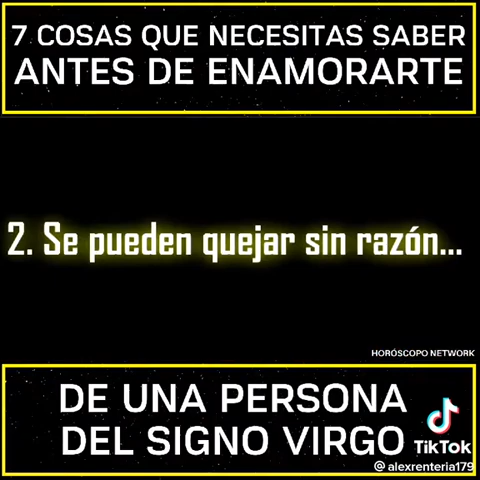 7 COSAS QUE NECESITAS SABER
ANTES DE ENAMORARTE
2. Se pueden quejar sin razón...
HORÓSCOPO NETWORK
DE UNA PERSONA
DEL SIGNO VIRGO
TikTok
@ alexrenteria179